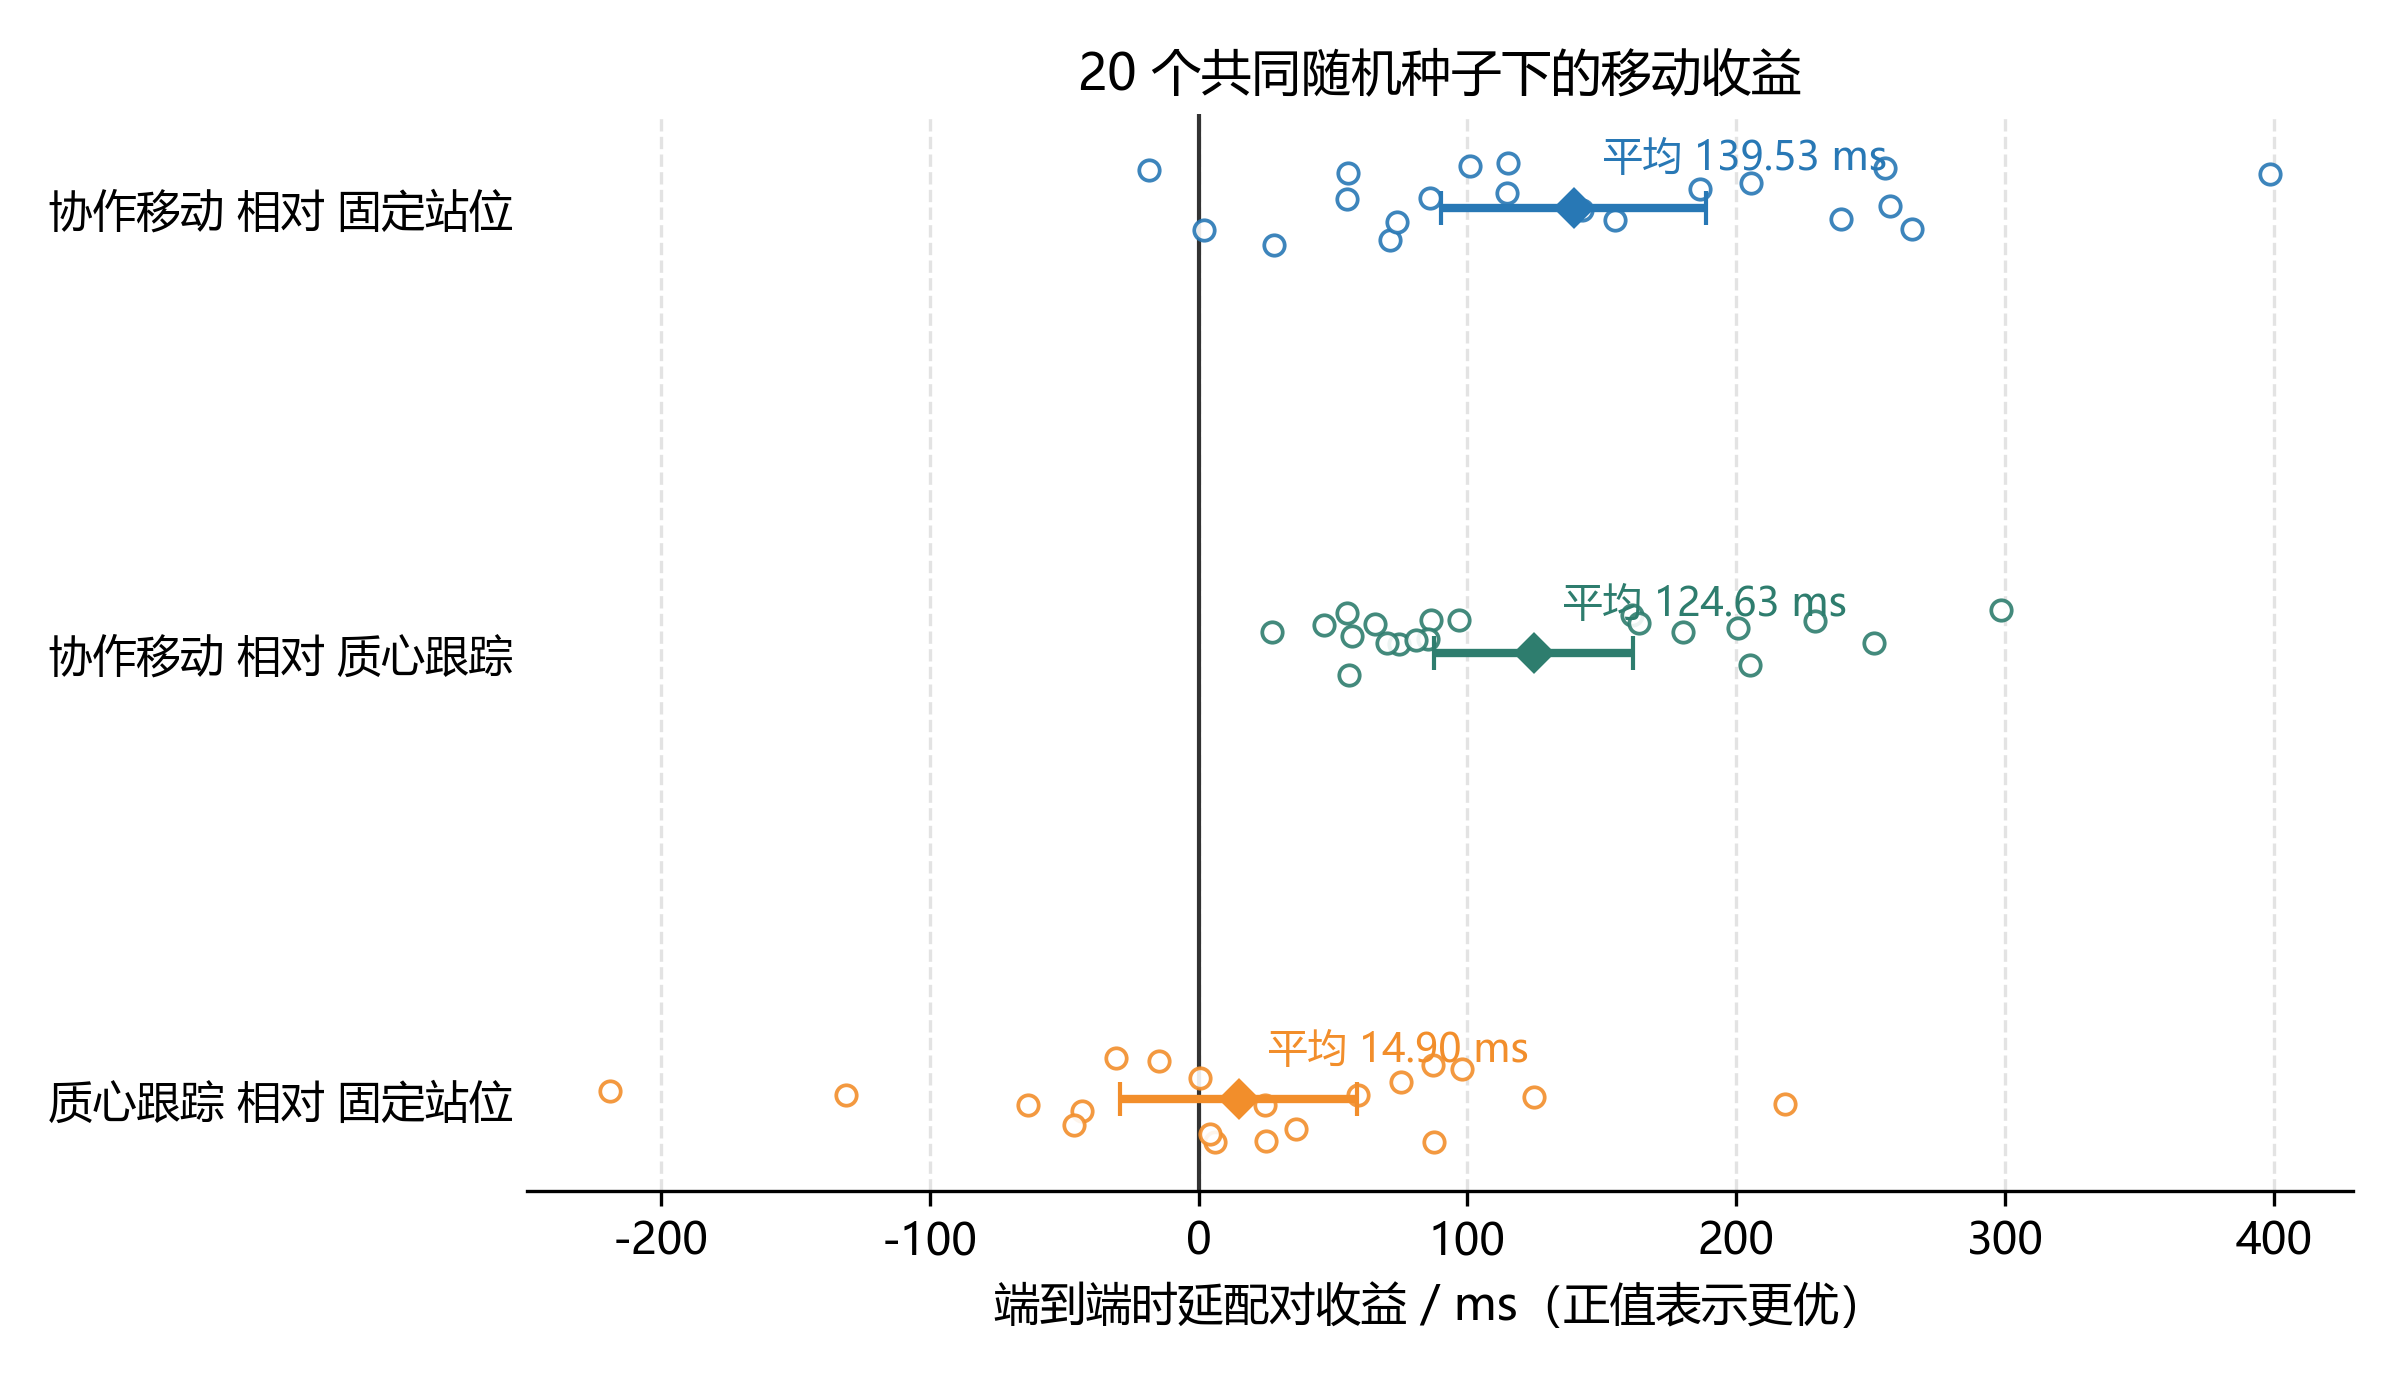 20 个共同随机种子下的移动收益
平均 139.53 ms
协作移动 相对 固定站位
平均 124.63 ms
协作移动 相对 质心跟踪
平均 14.90 ms
质心跟踪 相对 固定站位
-200 -100 0 100 200 300 400
端到端时延配对收益 / ms（正值表示更优）